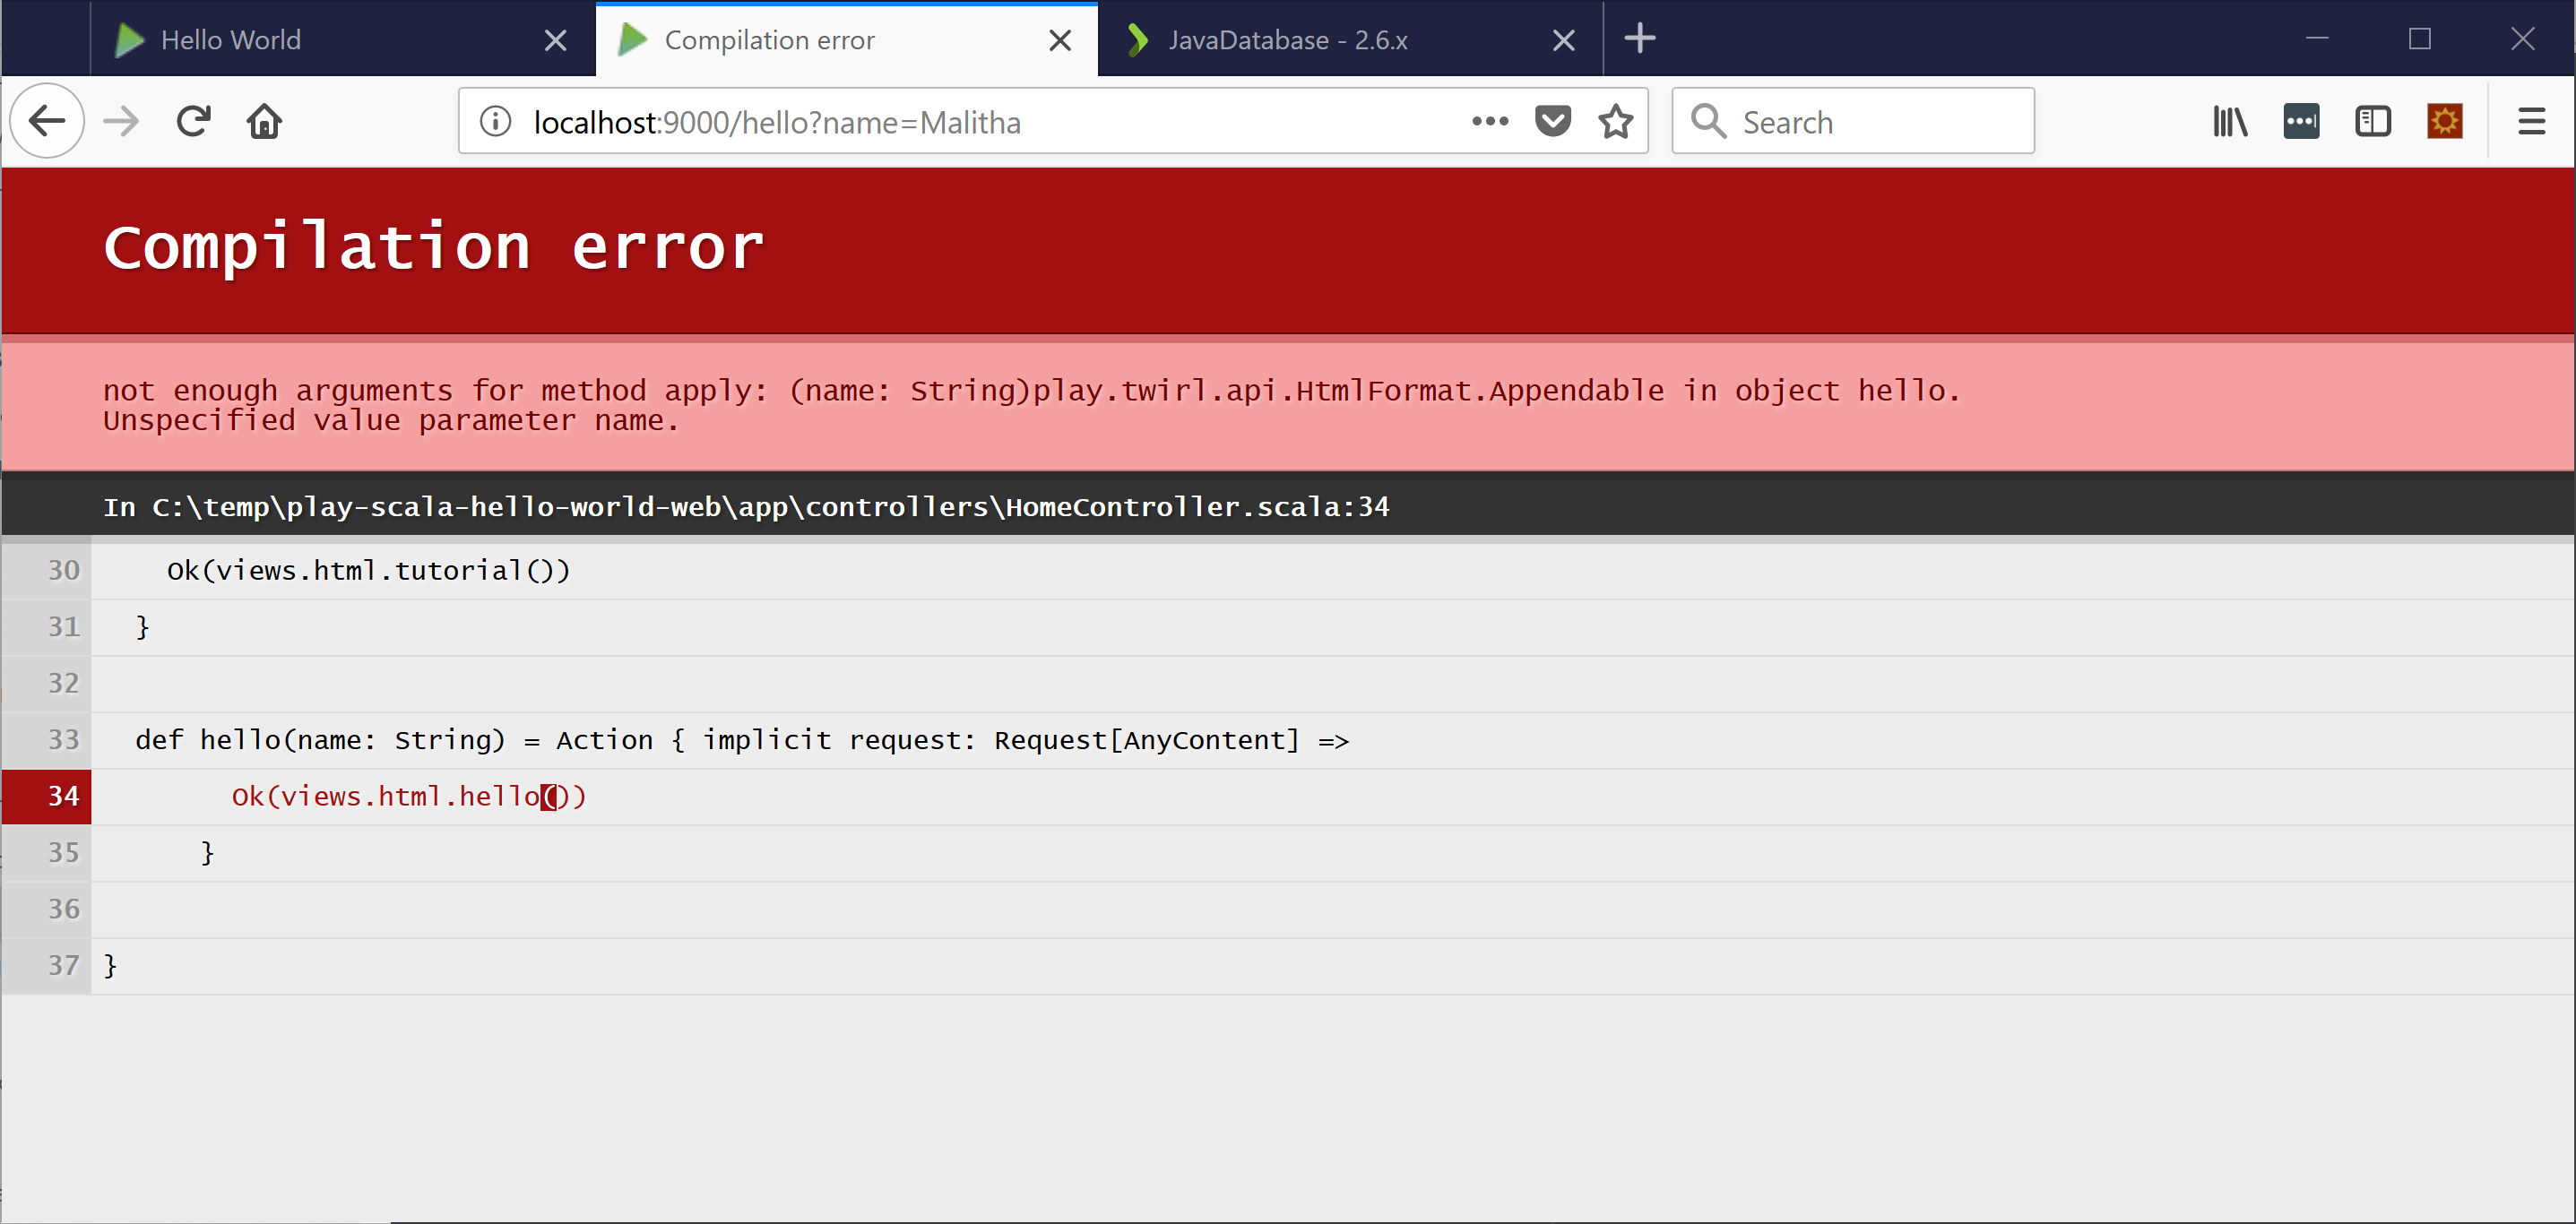 Hello World
Compilation error
JavaDatabase - 2.6.x
localhost:9000/hello?name=Malitha
Search
Compilation error
not enough arguments for method apply: (name: String)play.twirl.api.HtmlFormat.Appendable in object hello.
Unspecified value parameter name.
In C:\temp\play-scala-hello-world-web\app\controllers\HomeController.scala:34
30     Ok(views.html.tutorial())
31   }
32
33   def hello(name: String) = Action { implicit request: Request[AnyContent] =>
34         Ok(views.html.hello())
35       }
36
37 }